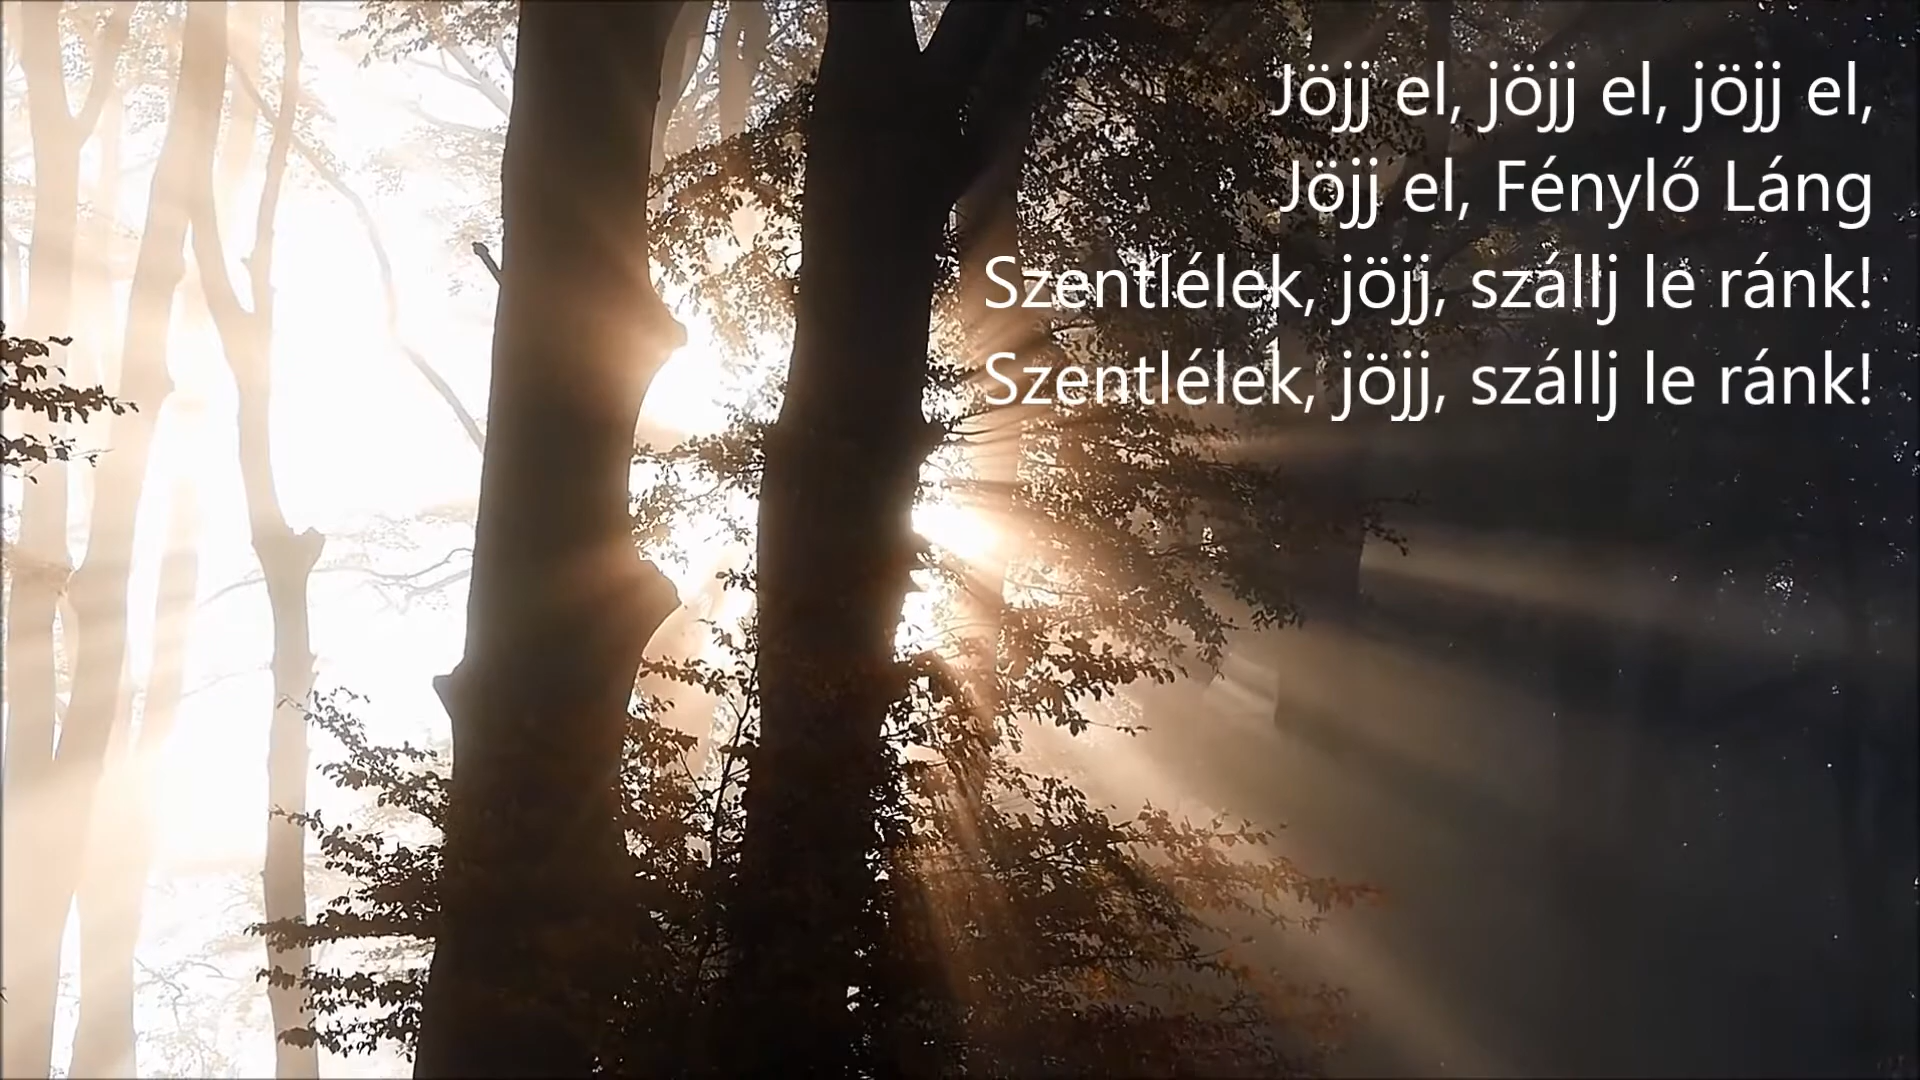 Jöjj el, jöjj el, jöjj el,
Jöjj el, Fénylő Láng
Szentlélek, jöjj, szállj le ránk!
Szentlélek, jöjj, szállj le ránk!